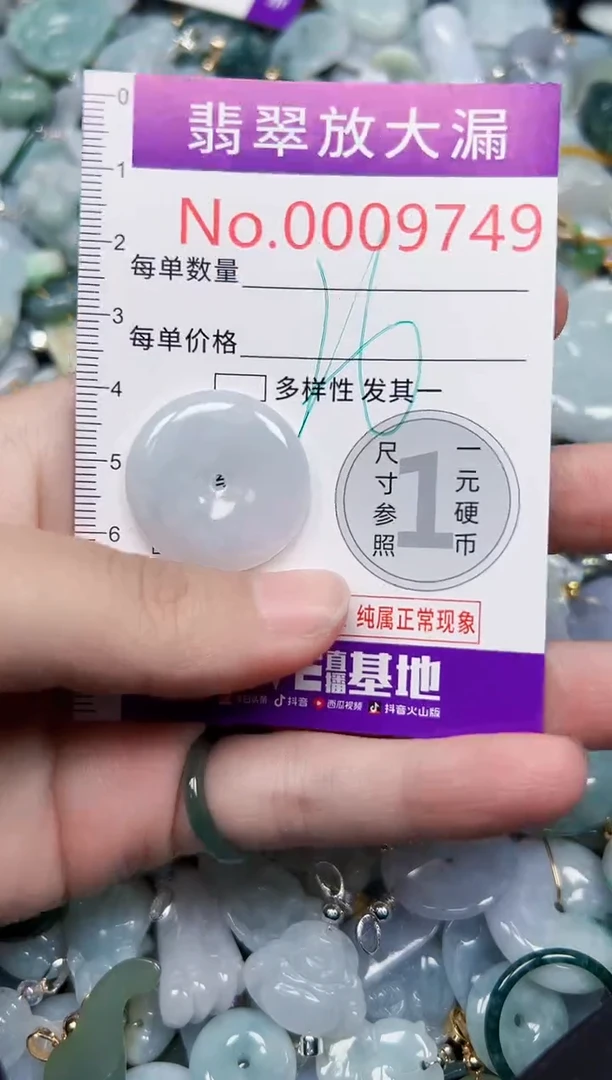 翡翠放大漏
No.0009749
每单数量
每单价格
多样性 发其一
0
1
2
3
4
5
6
尺寸参照
1
一元硬币
纯属正常现象
直播基地
抖音 西瓜视频 抖音火山版